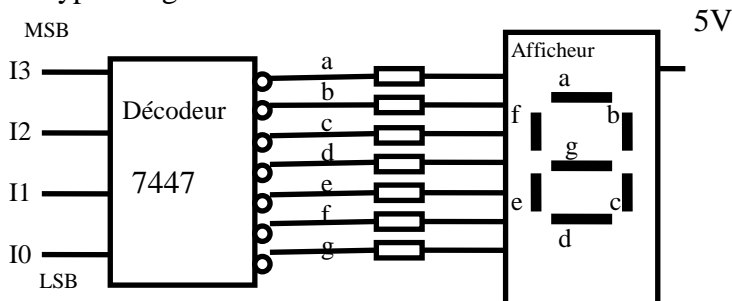 5V
MSB
Afficheur
I3
a
a
b
Décodeur
f
b
I2
c
d
g
7447
I1
e
e
c
f
d
I0
g
LSB